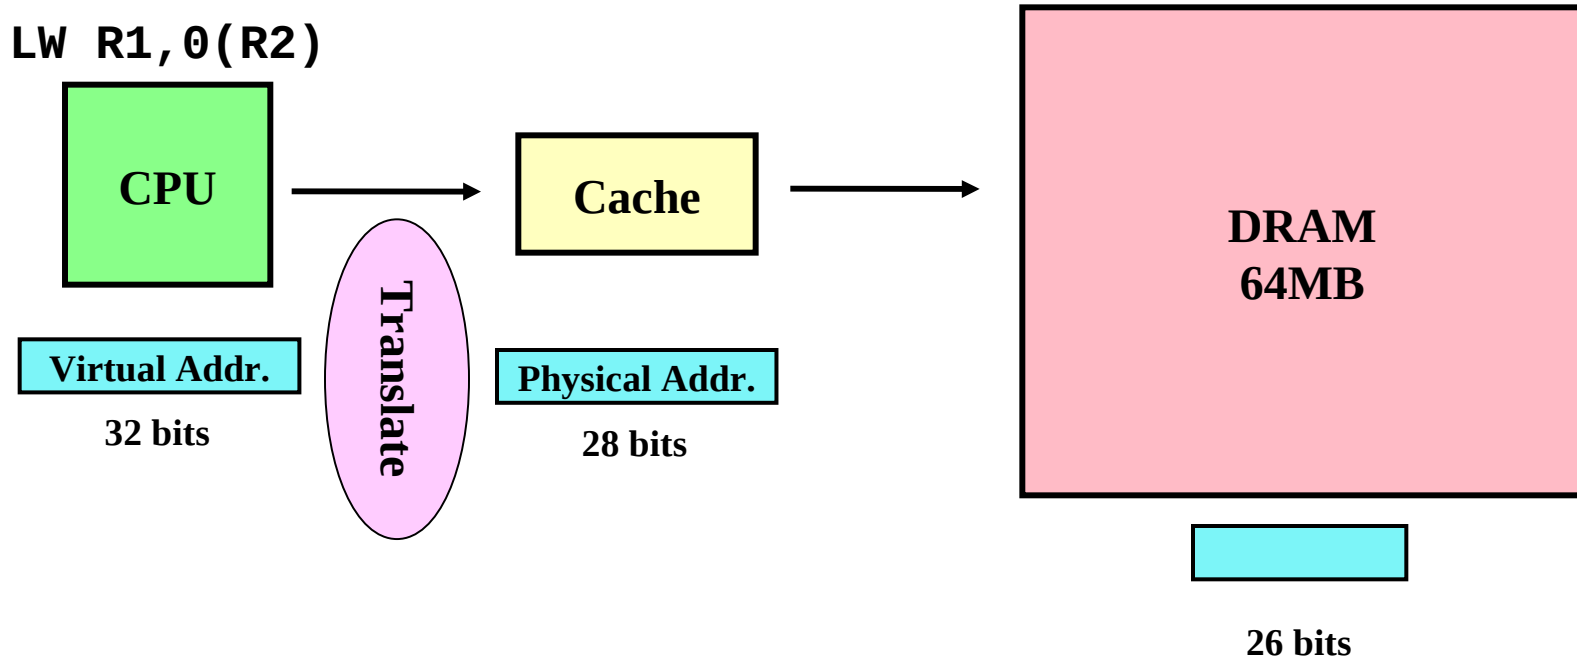 LW R1,0(R2)
CPU
Cache
DRAM
64MB
Translate
Virtual Addr.
Physical Addr.
32 bits
28 bits
26 bits